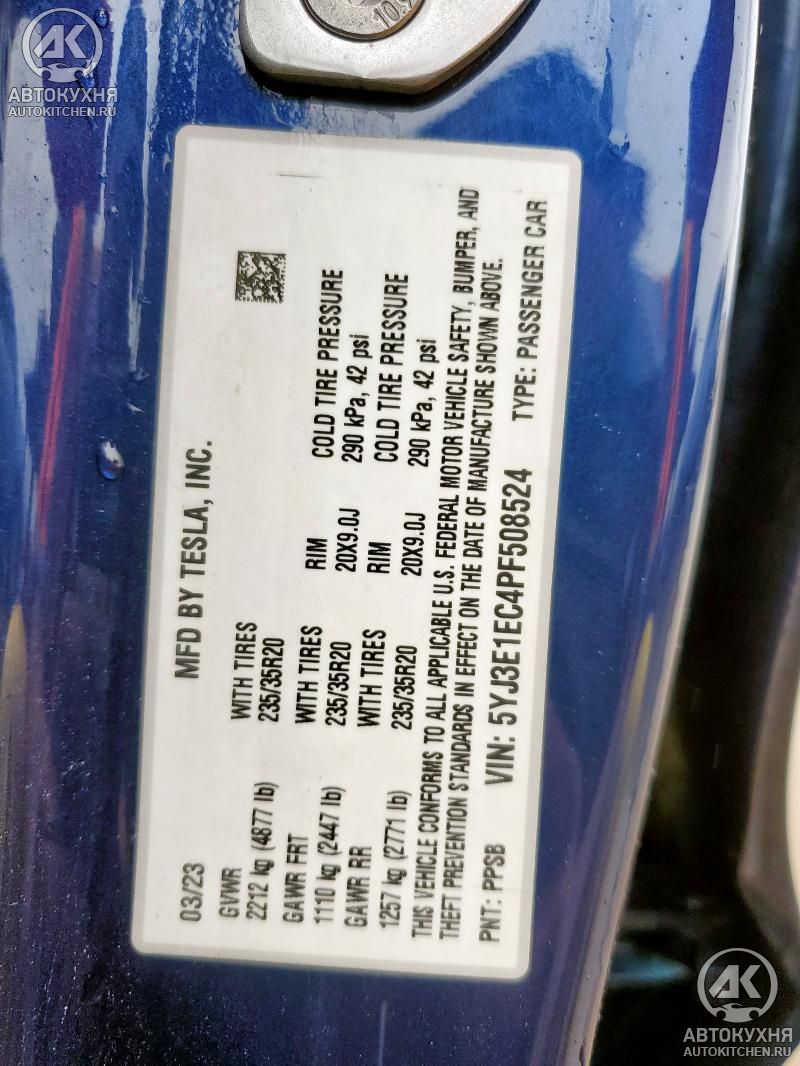 АК
АВТОКУХНЯ
AUTOKITCHEN.RU
10.9
MFD BY TESLA, INC.
03/23
GVWR
2212 kg (4877 lb)
WITH TIRES
235/35R20
GAWR FRT
1110 kg (2447 lb)
WITH TIRES
235/35R20
RIM
20X9.0J
COLD TIRE PRESSURE
290 kPa, 42 psi
GAWR RR
1257 kg (2771 lb)
WITH TIRES
235/35R20
RIM
20X9.0J
COLD TIRE PRESSURE
290 kPa, 42 psi
THIS VEHICLE CONFORMS TO ALL APPLICABLE U.S. FEDERAL MOTOR VEHICLE SAFETY, BUMPER, AND
THEFT PREVENTION STANDARDS IN EFFECT ON THE DATE OF MANUFACTURE SHOWN ABOVE.
PNT: PPSB VIN: 5YJ3E1EC4PF508524 TYPE: PASSENGER CAR
АК
АВТОКУХНЯ
AUTOKITCHEN.RU